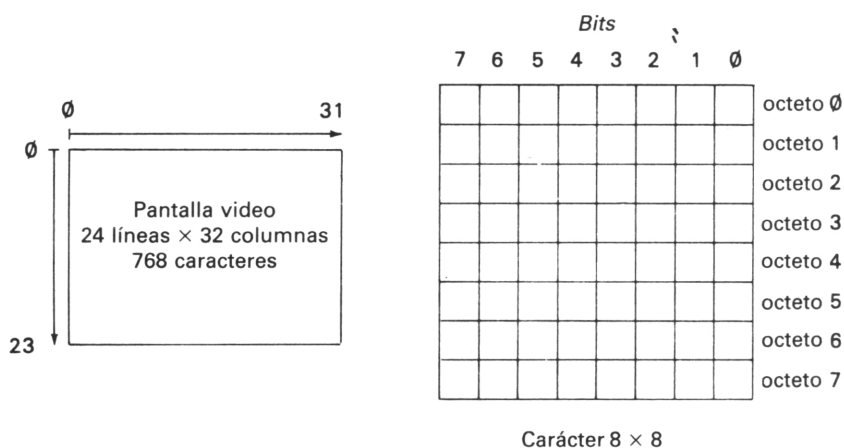 Ø 31
Ø
Pantalla video
24 líneas × 32 columnas
768 caracteres
23
Bits
7 6 5 4 3 2 1 Ø
octeto Ø
octeto 1
octeto 2
octeto 3
octeto 4
octeto 5
octeto 6
octeto 7
Carácter 8 × 8